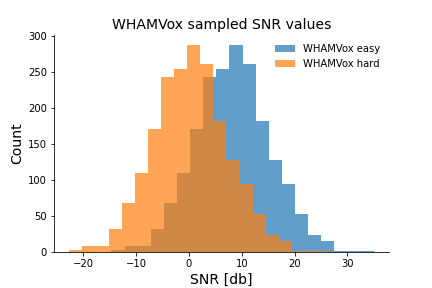 WHAMVox sampled SNR values
WHAMVox easy
WHAMVox hard
Count
300
250
200
150
100
50
0
−20 −10 0 10 20 30
SNR [db]